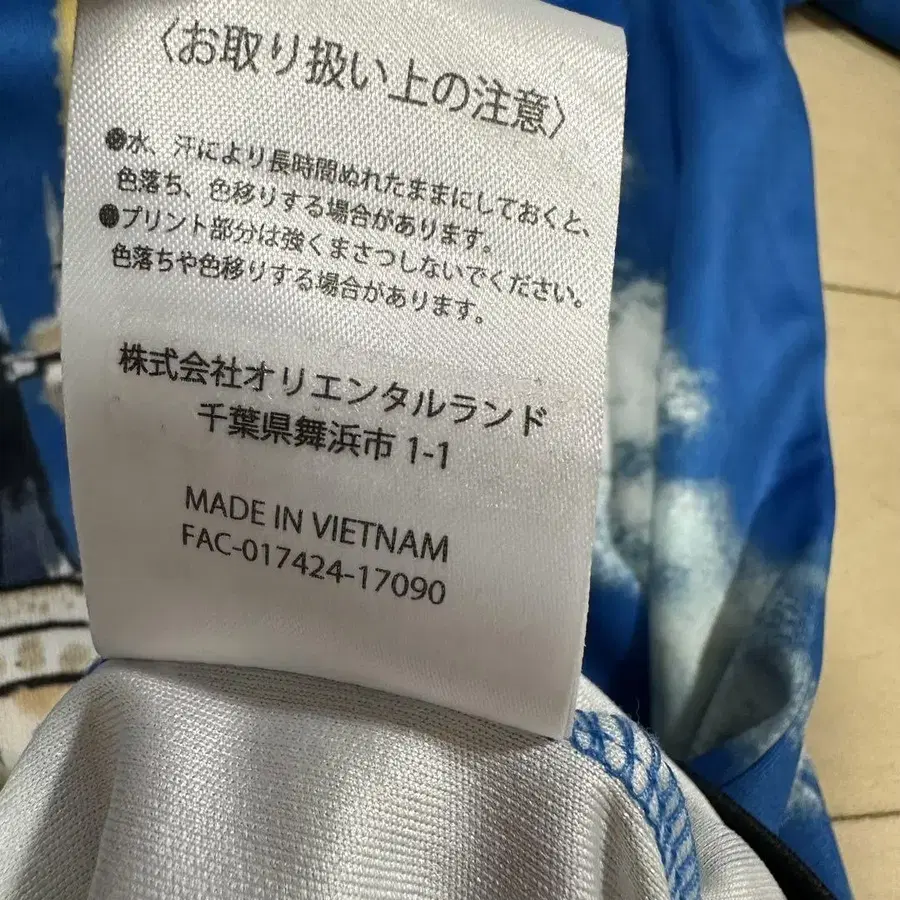 〈お取り扱い上の注意〉
●水、汗により長時間ぬれたままにしておくと、
色落ち、色移りする場合があります。
●プリント部分は強くまさつしないでください。
色落ちや色移りする場合があります。
株式会社オリエンタルランド
千葉県舞浜市 1-1
MADE IN VIETNAM
FAC-017424-17090